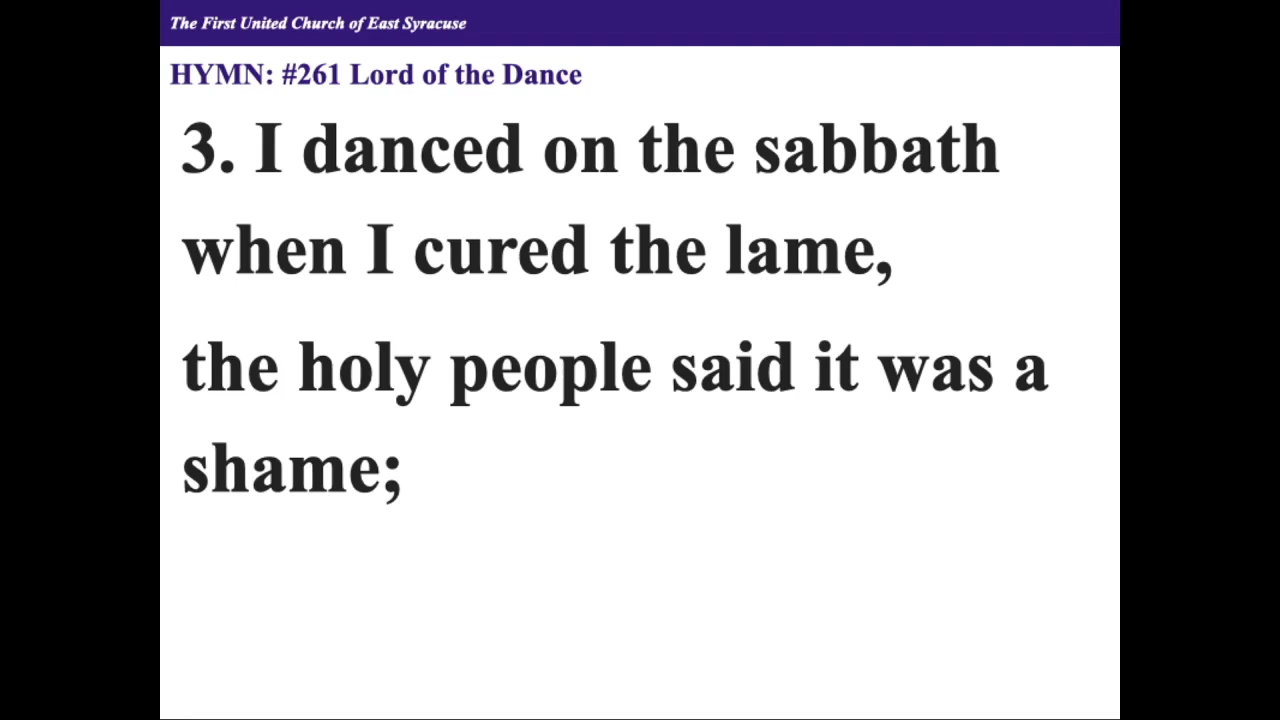 The First United Church of East Syracuse
HYMN: #261 Lord of the Dance
3. I danced on the sabbath
when I cured the lame,
the holy people said it was a
shame;